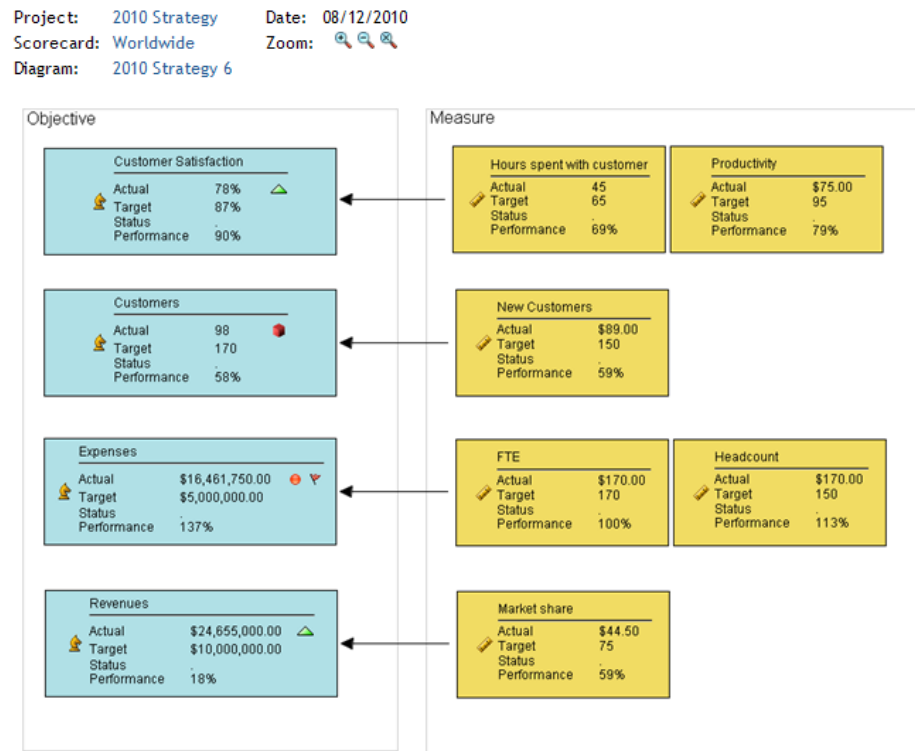 Project: 2010 Strategy Date: 08/12/2010
Scorecard: Worldwide Zoom:
Diagram: 2010 Strategy 6
Objective
Customer Satisfaction
Actual 78%
Target 87%
Status .
Performance 90%
Customers
Actual 98
Target 170
Status .
Performance 58%
Expenses
Actual $16,461,750.00
Target $5,000,000.00
Status .
Performance 137%
Revenues
Actual $24,655,000.00
Target $10,000,000.00
Status .
Performance 18%
Measure
Hours spent with customer
Actual 45
Target 65
Status .
Performance 69%
Productivity
Actual $75.00
Target 95
Status .
Performance 79%
New Customers
Actual $89.00
Target 150
Status .
Performance 59%
FTE
Actual $170.00
Target 170
Status .
Performance 100%
Headcount
Actual $170.00
Target 150
Status .
Performance 113%
Market share
Actual $44.50
Target 75
Status .
Performance 59%